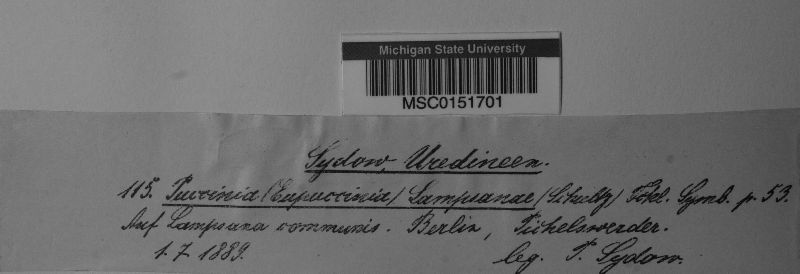 Michigan State University
MSC0151701
Sydow, Uredineen.
115. Puccinia (Eupuccinia) Lampsanae (Schultz) Fckl. Symb. p. 53.
Auf Lampsana communis. Berlin, Pichelswerder.
1.7.1889. leg. P. Sydow.